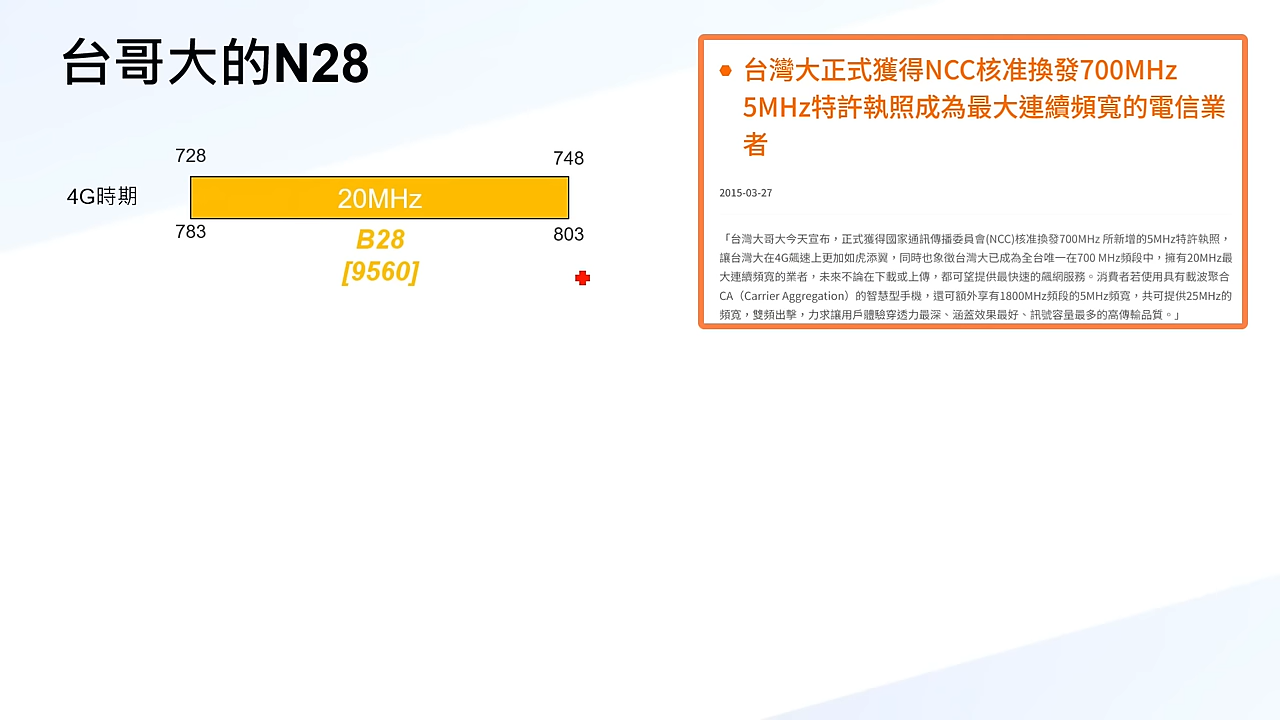 台哥大的N28
728
748
4G時期
20MHz
783
803
B28
[9560]
台灣大正式獲得NCC核准換發700MHz
5MHz特許執照成為最大連續頻寬的電信業
者
2015-03-27
「台灣大哥大今天宣布，正式獲得國家通訊傳播委員會(NCC)核准換發700MHz 所新增的5MHz特許執照，
讓台灣大在4G飆速上更加如虎添翼，同時也象徵台灣大已成為全台唯一在700 MHz頻段中，擁有20MHz最
大連續頻寬的業者，未來不論在下載或上傳，都可望提供最快速的飆網服務。消費者若使用具有載波聚合
CA（Carrier Aggregation）的智慧型手機，還可額外享有1800MHz頻段的5MHz頻寬，共可提供25MHz的
頻寬，雙頻出擊，力求讓用戶體驗穿透力最深、涵蓋效果最好、訊號容量最多的高傳輸品質。」